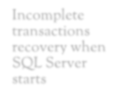 Incomplete
transactions
recovery when
SQL Server
starts